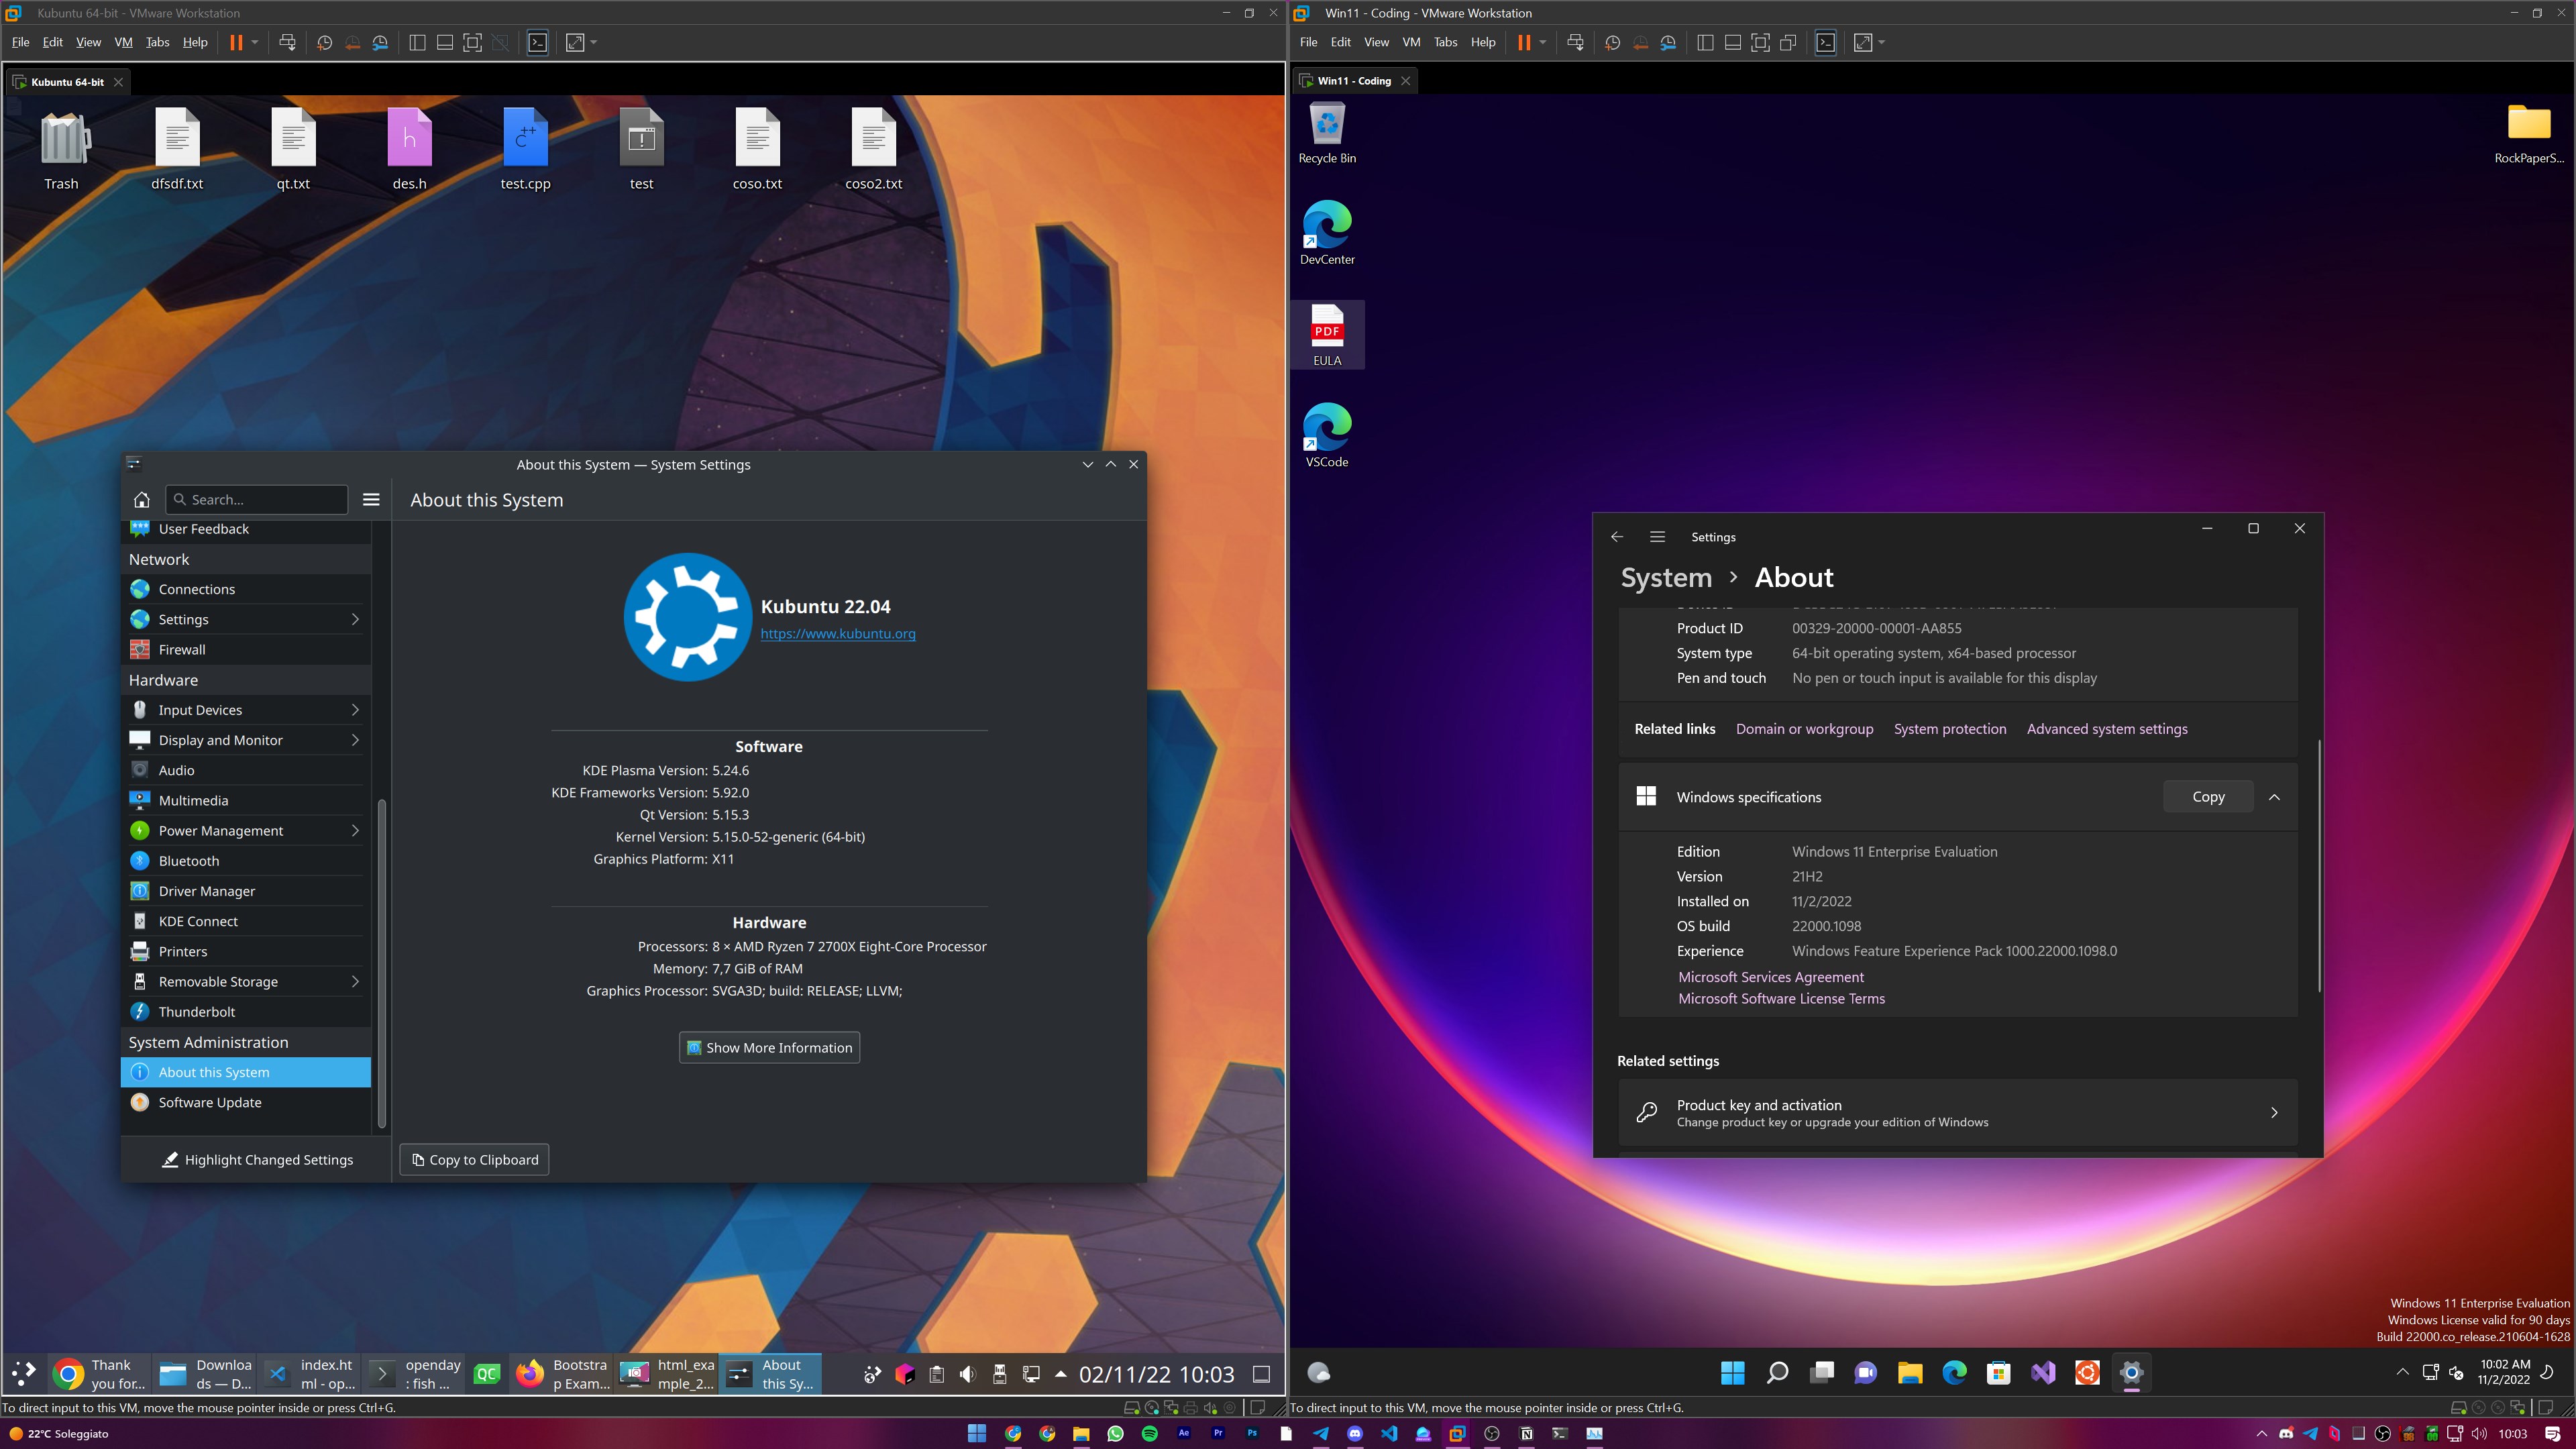 Kubuntu 64-bit - VMware Workstation
File Edit View VM Tabs Help
Kubuntu 64-bit
Trash
dfsdf.txt
qt.txt
h
des.h
c++
test.cpp
test
coso.txt
coso2.txt
About this System — System Settings
Search...
About this System
User Feedback
Network
Connections
Settings
Firewall
Hardware
Input Devices
Display and Monitor
Audio
Multimedia
Power Management
Bluetooth
Driver Manager
KDE Connect
Printers
Removable Storage
Thunderbolt
System Administration
About this System
Software Update
Highlight Changed Settings
Kubuntu 22.04
https://www.kubuntu.org
Software
KDE Plasma Version: 5.24.6
KDE Frameworks Version: 5.92.0
Qt Version: 5.15.3
Kernel Version: 5.15.0-52-generic (64-bit)
Graphics Platform: X11
Hardware
Processors: 8 × AMD Ryzen 7 2700X Eight-Core Processor
Memory: 7,7 GiB of RAM
Graphics Processor: SVGA3D; build: RELEASE; LLVM;
Show More Information
Copy to Clipboard
Thank
you for...
Downloa
ds — D...
index.ht
ml - op...
openday
: fish ...
QC
Bootstra
p Exam...
html_exa
mple_2...
About
this Sy...
02/11/22 10:03
To direct input to this VM, move the mouse pointer inside or press Ctrl+G.
Win11 - Coding - VMware Workstation
File Edit View VM Tabs Help
Win11 - Coding
Recycle Bin
RockPaperS...
DevCenter
PDF
EULA
VSCode
Settings
System > About
Product ID 00329-20000-00001-AA855
System type 64-bit operating system, x64-based processor
Pen and touch No pen or touch input is available for this display
Related links Domain or workgroup System protection Advanced system settings
Windows specifications
Copy
Edition Windows 11 Enterprise Evaluation
Version 21H2
Installed on 11/2/2022
OS build 22000.1098
Experience Windows Feature Experience Pack 1000.22000.1098.0
Microsoft Services Agreement
Microsoft Software License Terms
Related settings
Product key and activation
Change product key or upgrade your edition of Windows
Windows 11 Enterprise Evaluation
Windows License valid for 90 days
Build 22000.co_release.210604-1628
10:02 AM
11/2/2022
To direct input to this VM, move the mouse pointer inside or press Ctrl+G.
22°C Soleggiato
Ae
Pr
Ps
10:03